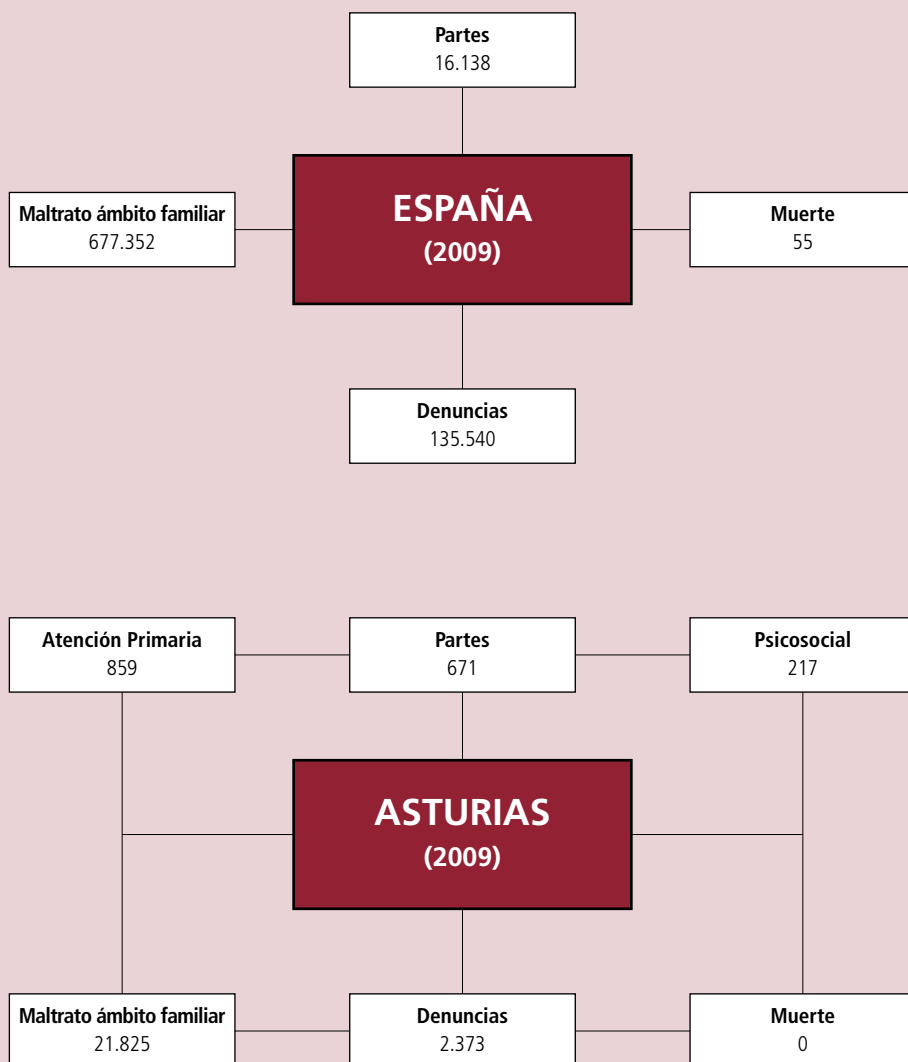 Partes
16.138
ESPAÑA
(2009)
Maltrato ámbito familiar
677.352
Muerte
55
Denuncias
135.540
Atención Primaria
859
Partes
671
Psicosocial
217
ASTURIAS
(2009)
Maltrato ámbito familiar
21.825
Denuncias
2.373
Muerte
0